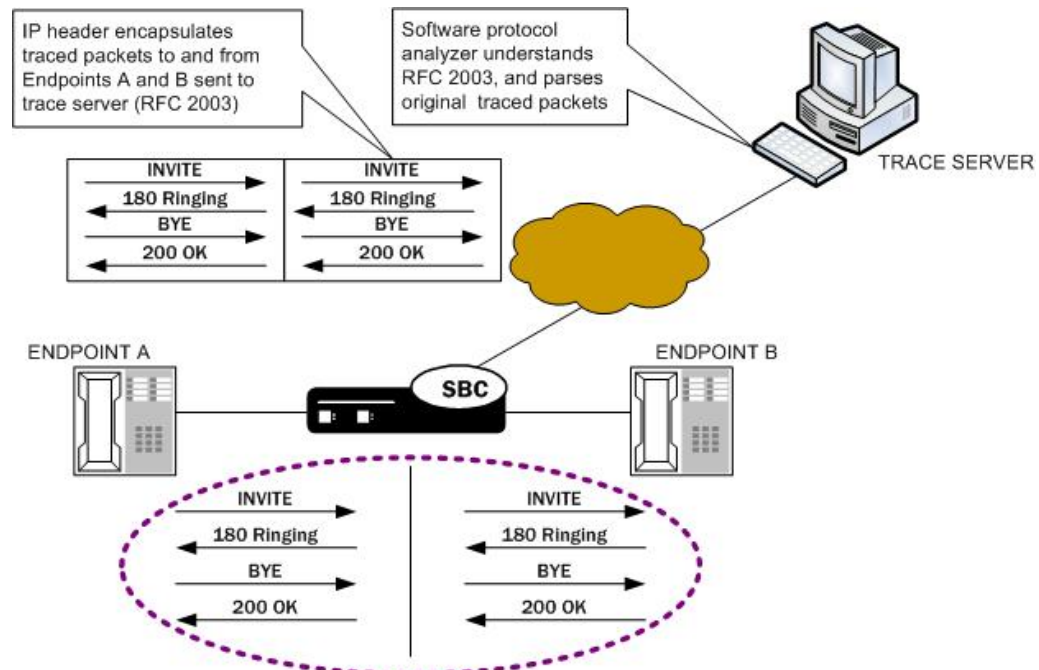 IP header encapsulates
traced packets to and from
Endpoints A and B sent to
trace server (RFC 2003)
Software protocol
analyzer understands
RFC 2003, and parses
original traced packets
TRACE SERVER
INVITE
180 Ringing
BYE
200 OK
INVITE
180 Ringing
BYE
200 OK
ENDPOINT A
SBC
ENDPOINT B
INVITE
180 Ringing
BYE
200 OK
INVITE
180 Ringing
BYE
200 OK